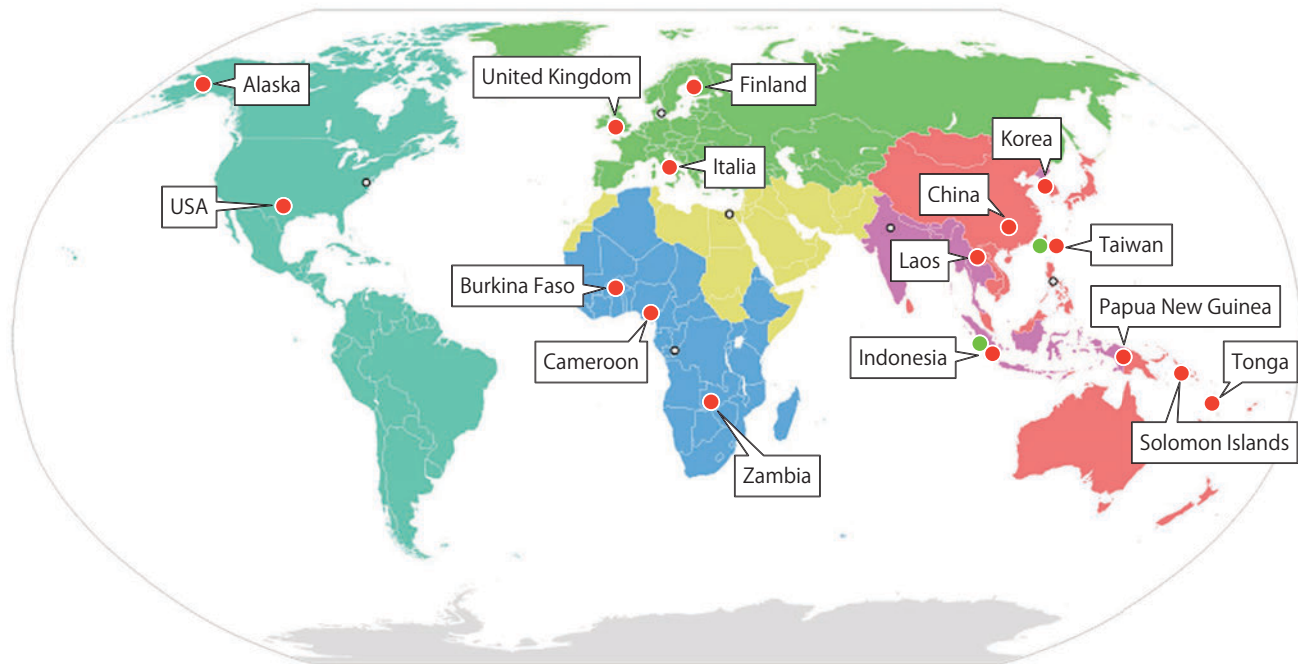 Alaska
United Kingdom
Finland
Korea
Italia
China
USA
Taiwan
Laos
Burkina Faso
Papua New Guinea
Cameroon
Indonesia
Tonga
Solomon Islands
Zambia